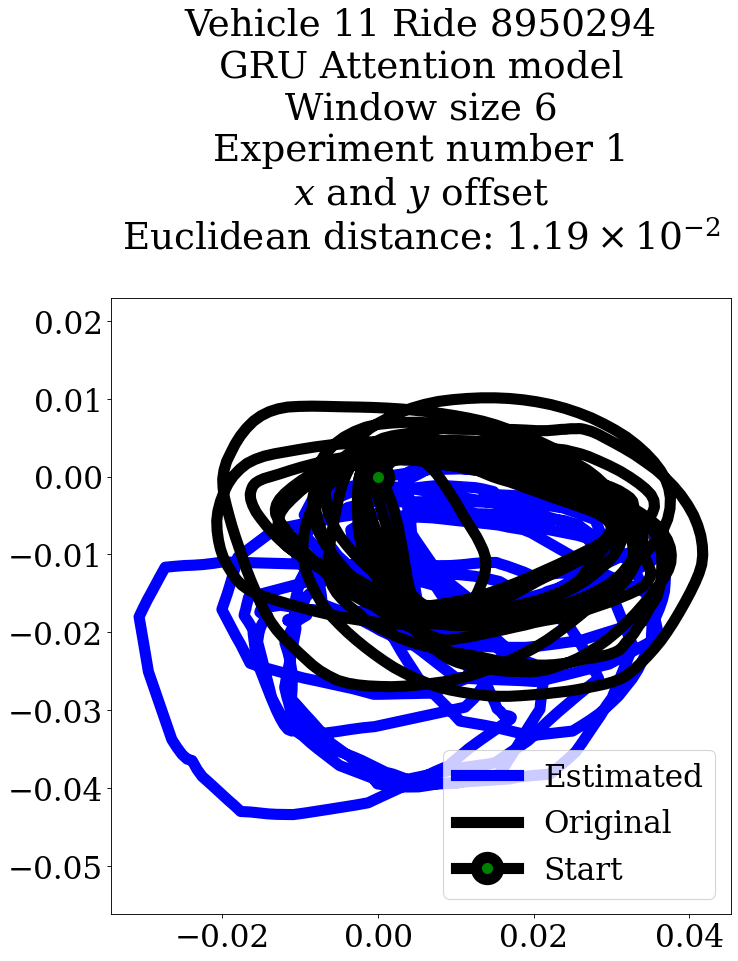 Vehicle 11 Ride 8950294
GRU Attention model
Window size 6
Experiment number 1
x and y offset
Euclidean distance: 1.19 × 10⁻²
0.02
0.01
0.00
−0.01
−0.02
−0.03
−0.04
−0.05
Estimated
Original
Start
−0.02 0.00 0.02 0.04